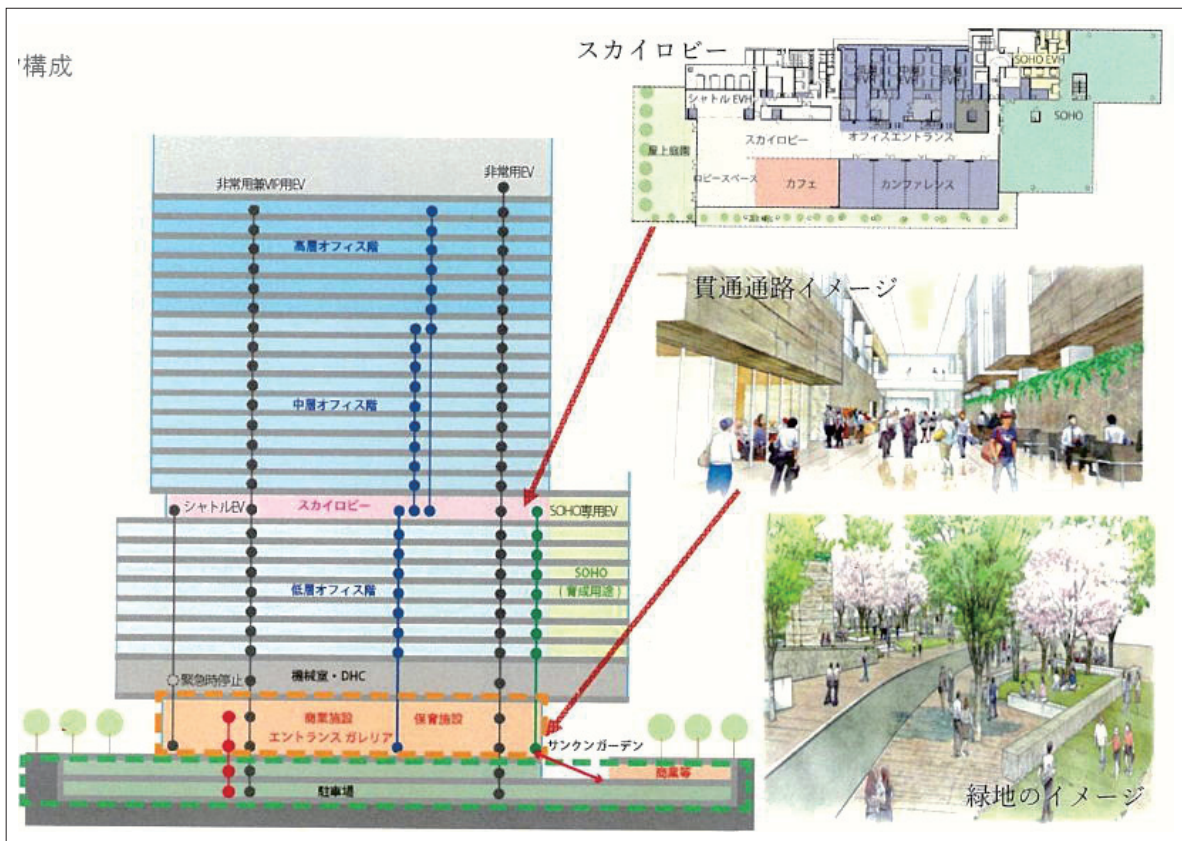 構成
スカイロビー
SOHO EVH
シャトル EVH
SOHO
スカイロビー
オフィスエントランス
屋上庭園
ロビースペース
カフェ
カンファレンス
非常用兼VIP用EV
非常用EV
高層オフィス階
中層オフィス階
シャトルEV
スカイロビー
SOHO専用EV
低層オフィス階
SOHO
(育成用途)
緊急時停止
機械室・DHC
商業施設
保育施設
エントランス ガレリア
サンケンガーデン
商業等
駐車場
貫通通路イメージ
緑地のイメージ